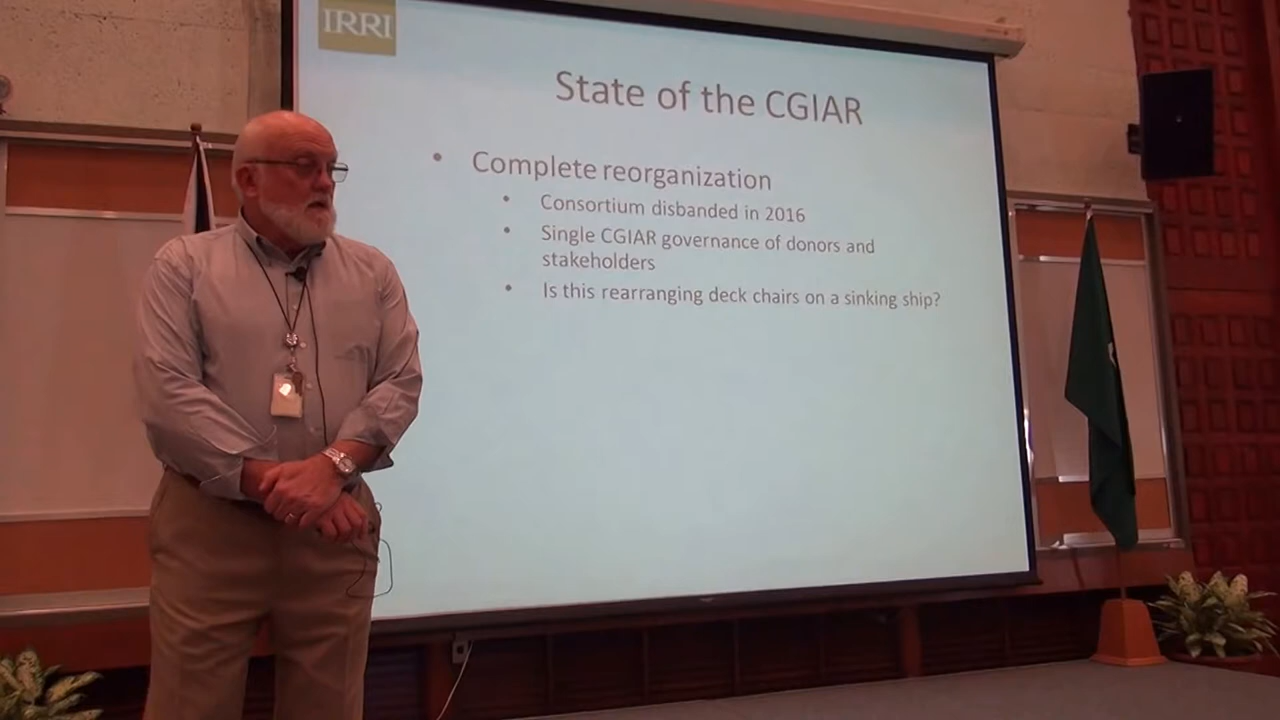 IRRI
State of the CGIAR
• Complete reorganization
• Consortium disbanded in 2016
• Single CGIAR governance of donors and
stakeholders
• Is this rearranging deck chairs on a sinking ship?